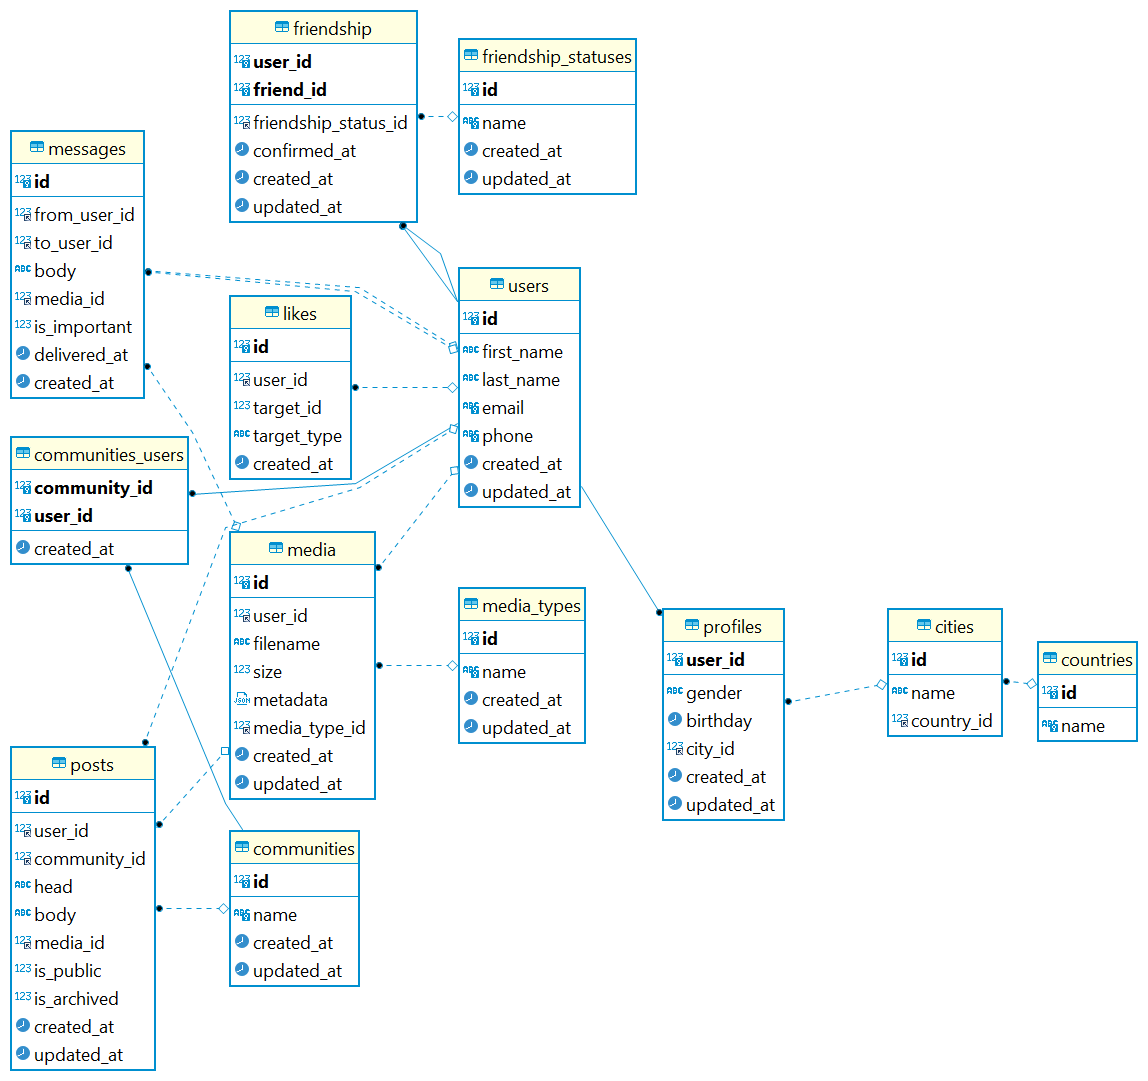 friendship
user_id
friend_id
friendship_status_id
confirmed_at
created_at
updated_at
friendship_statuses
id
name
created_at
updated_at
messages
id
from_user_id
to_user_id
body
media_id
is_important
delivered_at
created_at
users
id
first_name
last_name
email
phone
created_at
updated_at
likes
id
user_id
target_id
target_type
created_at
communities_users
community_id
user_id
created_at
media
id
user_id
filename
size
metadata
media_type_id
created_at
updated_at
media_types
id
name
created_at
updated_at
profiles
user_id
gender
birthday
city_id
created_at
updated_at
cities
id
name
country_id
countries
id
name
posts
id
user_id
community_id
head
body
media_id
is_public
is_archived
created_at
updated_at
communities
id
name
created_at
updated_at